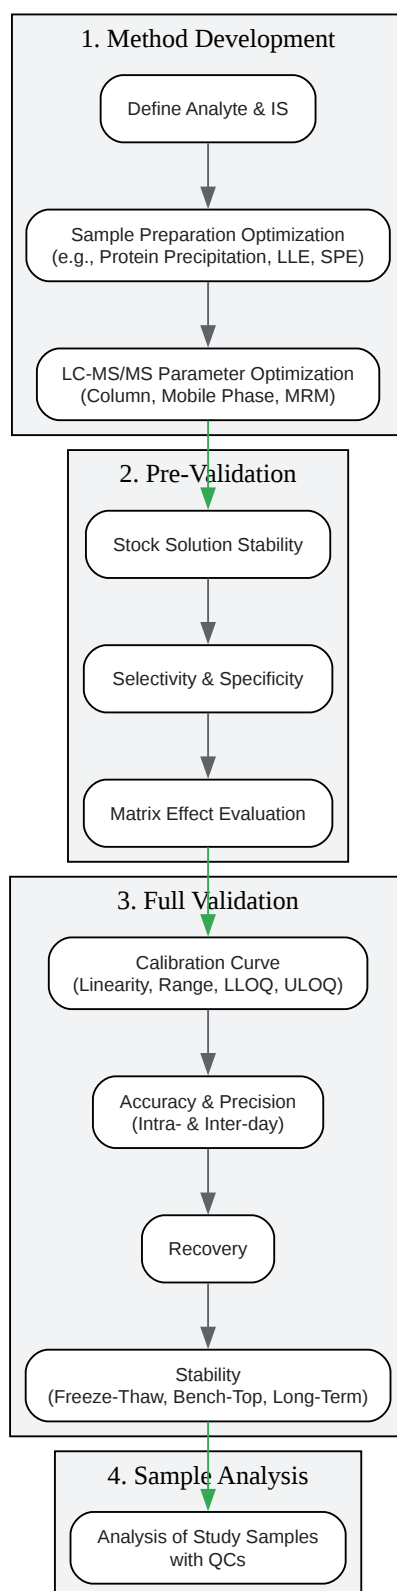 1. Method Development
Define Analyte & IS
Sample Preparation Optimization
(e.g., Protein Precipitation, LLE, SPE)
LC-MS/MS Parameter Optimization
(Column, Mobile Phase, MRM)
2. Pre-Validation
Stock Solution Stability
Selectivity & Specificity
Matrix Effect Evaluation
3. Full Validation
Calibration Curve
(Linearity, Range, LLOQ, ULOQ)
Accuracy & Precision
(Intra- & Inter-day)
Recovery
Stability
(Freeze-Thaw, Bench-Top, Long-Term)
4. Sample Analysis
Analysis of Study Samples
with QCs